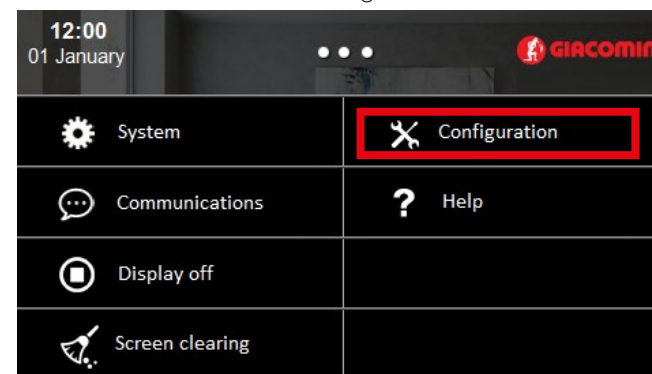 12:00
01 January
GIACOMIN
System
Configuration
Communications
Help
Display off
Screen clearing